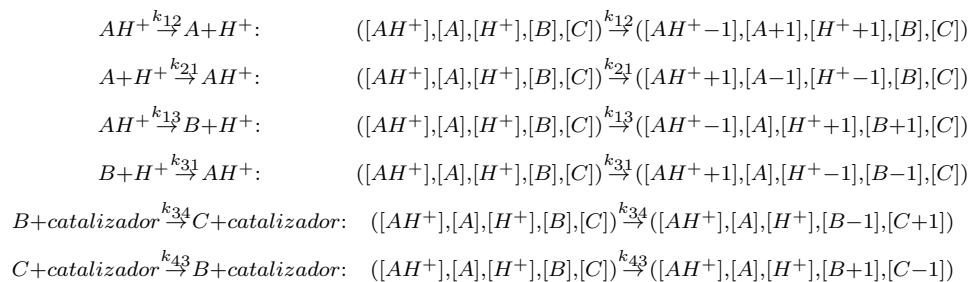 AH⁺ →k₁₂ A+H⁺: ([AH⁺],[A],[H⁺],[B],[C]) →k₁₂ ([AH⁺−1],[A+1],[H⁺+1],[B],[C])
A+H⁺ →k₂₁ AH⁺: ([AH⁺],[A],[H⁺],[B],[C]) →k₂₁ ([AH⁺+1],[A−1],[H⁺−1],[B],[C])
AH⁺ →k₁₃ B+H⁺: ([AH⁺],[A],[H⁺],[B],[C]) →k₁₃ ([AH⁺−1],[A],[H⁺+1],[B+1],[C])
B+H⁺ →k₃₁ AH⁺: ([AH⁺],[A],[H⁺],[B],[C]) →k₃₁ ([AH⁺+1],[A],[H⁺−1],[B−1],[C])
B+catalizador →k₃₄ C+catalizador: ([AH⁺],[A],[H⁺],[B],[C]) →k₃₄ ([AH⁺],[A],[H⁺],[B−1],[C+1])
C+catalizador →k₄₃ B+catalizador: ([AH⁺],[A],[H⁺],[B],[C]) →k₄₃ ([AH⁺],[A],[H⁺],[B+1],[C−1])